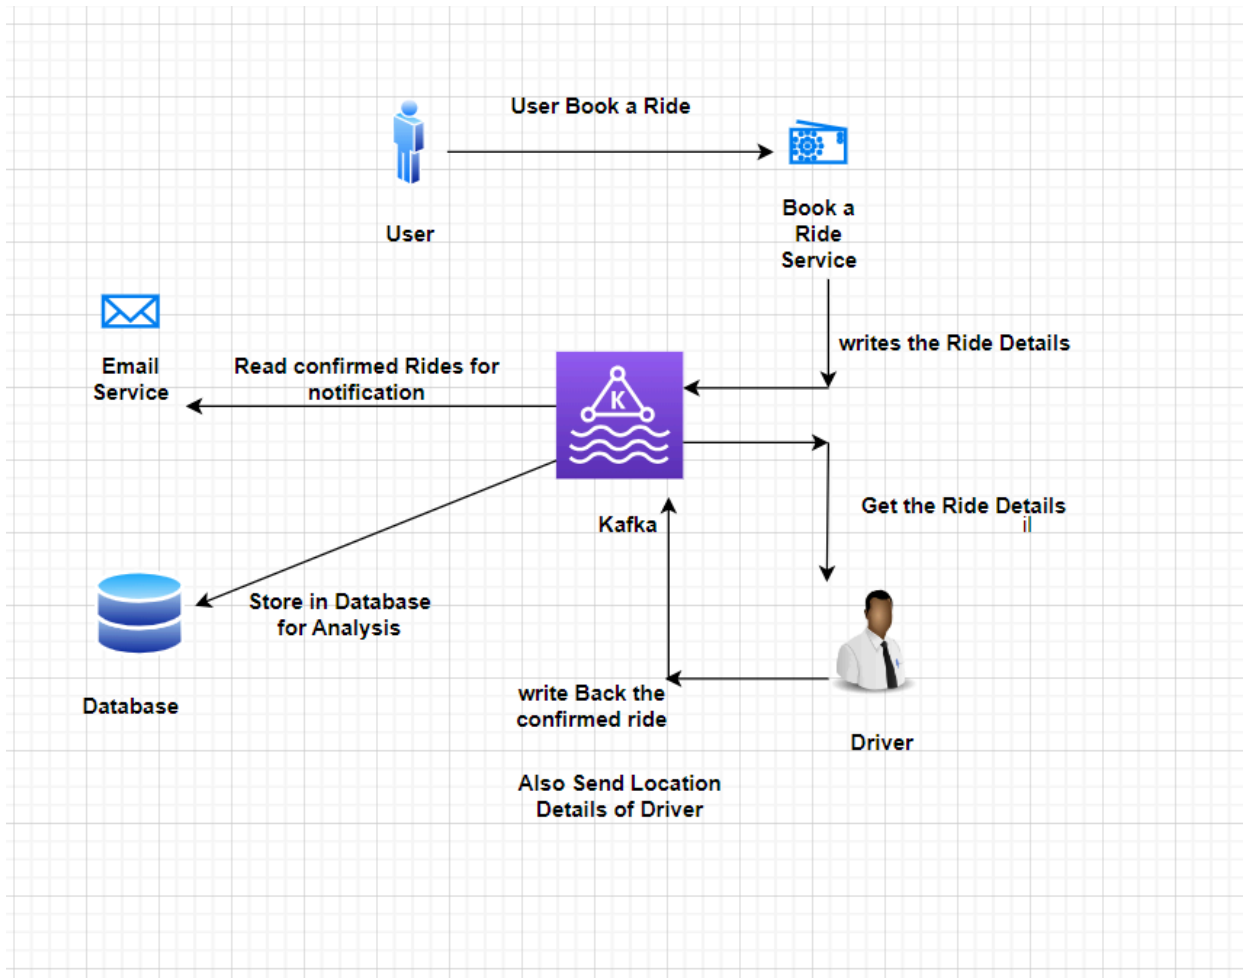 User Book a Ride
User
Book a
Ride
Service
writes the Ride Details
Email
Service
Read confirmed Rides for
notification
K
Kafka
Get the Ride Details
il
Store in Database
for Analysis
Database
write Back the
confirmed ride
Driver
Also Send Location
Details of Driver